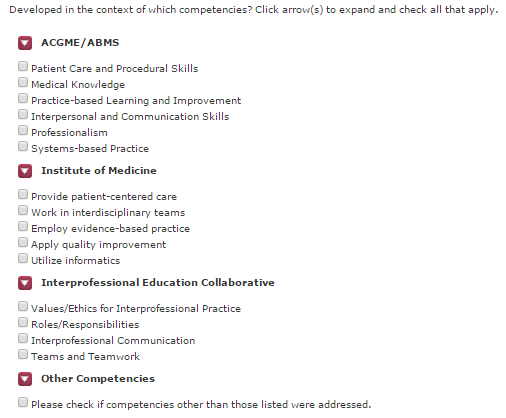 Developed in the context of which competencies? Click arrow(s) to expand and check all that apply.
ACGME/ABMS
Patient Care and Procedural Skills
Medical Knowledge
Practice-based Learning and Improvement
Interpersonal and Communication Skills
Professionalism
Systems-based Practice
Institute of Medicine
Provide patient-centered care
Work in interdisciplinary teams
Employ evidence-based practice
Apply quality improvement
Utilize informatics
Interprofessional Education Collaborative
Values/Ethics for Interprofessional Practice
Roles/Responsibilities
Interprofessional Communication
Teams and Teamwork
Other Competencies
Please check if competencies other than those listed were addressed.